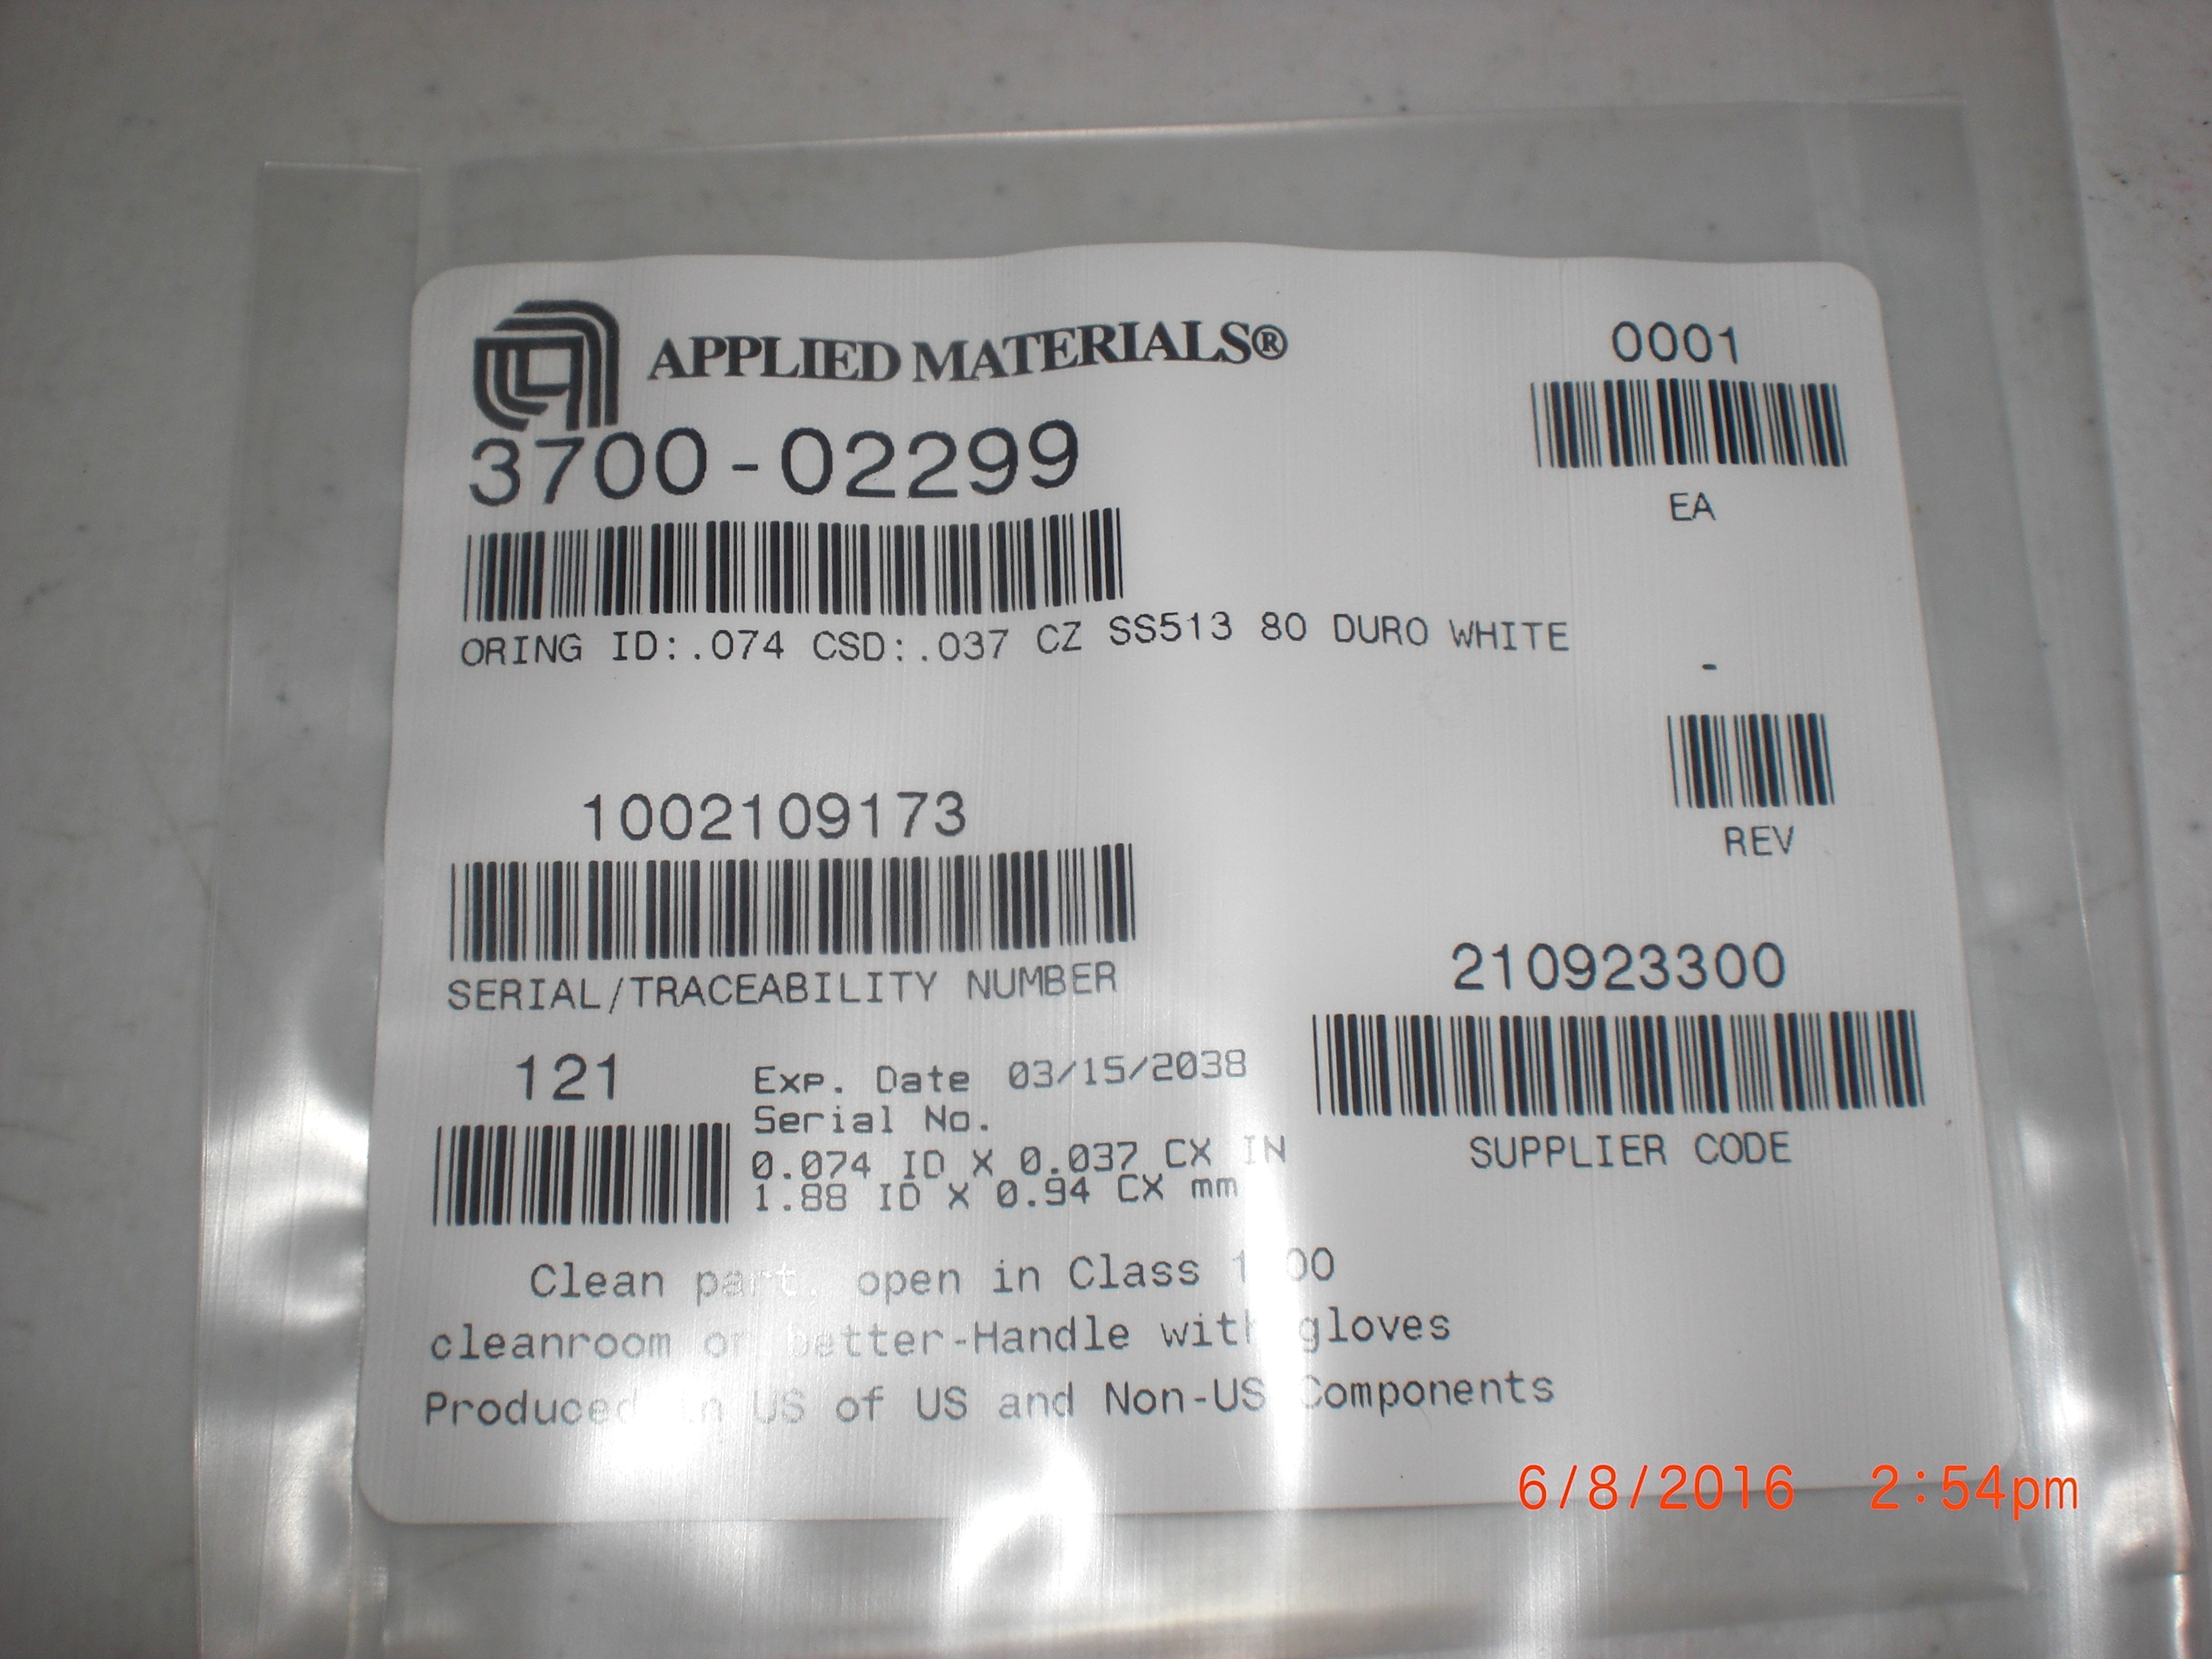 APPLIED MATERIALS®
0001
3700-02299
EA
ORING ID:.074 CSD:.037 CZ SS513 80 DURO WHITE
-
1002109173
REV
SERIAL/TRACEABILITY NUMBER
210923300
121
Exp. Date 03/15/2038
Serial No.
0.074 ID X 0.037 CX IN
1.88 ID X 0.94 CX mm
SUPPLIER CODE
Clean part, open in Class
cleanroom or better-Handle with gloves
Produced in US of US and Non-US Components
6/8/2016 2:54pm